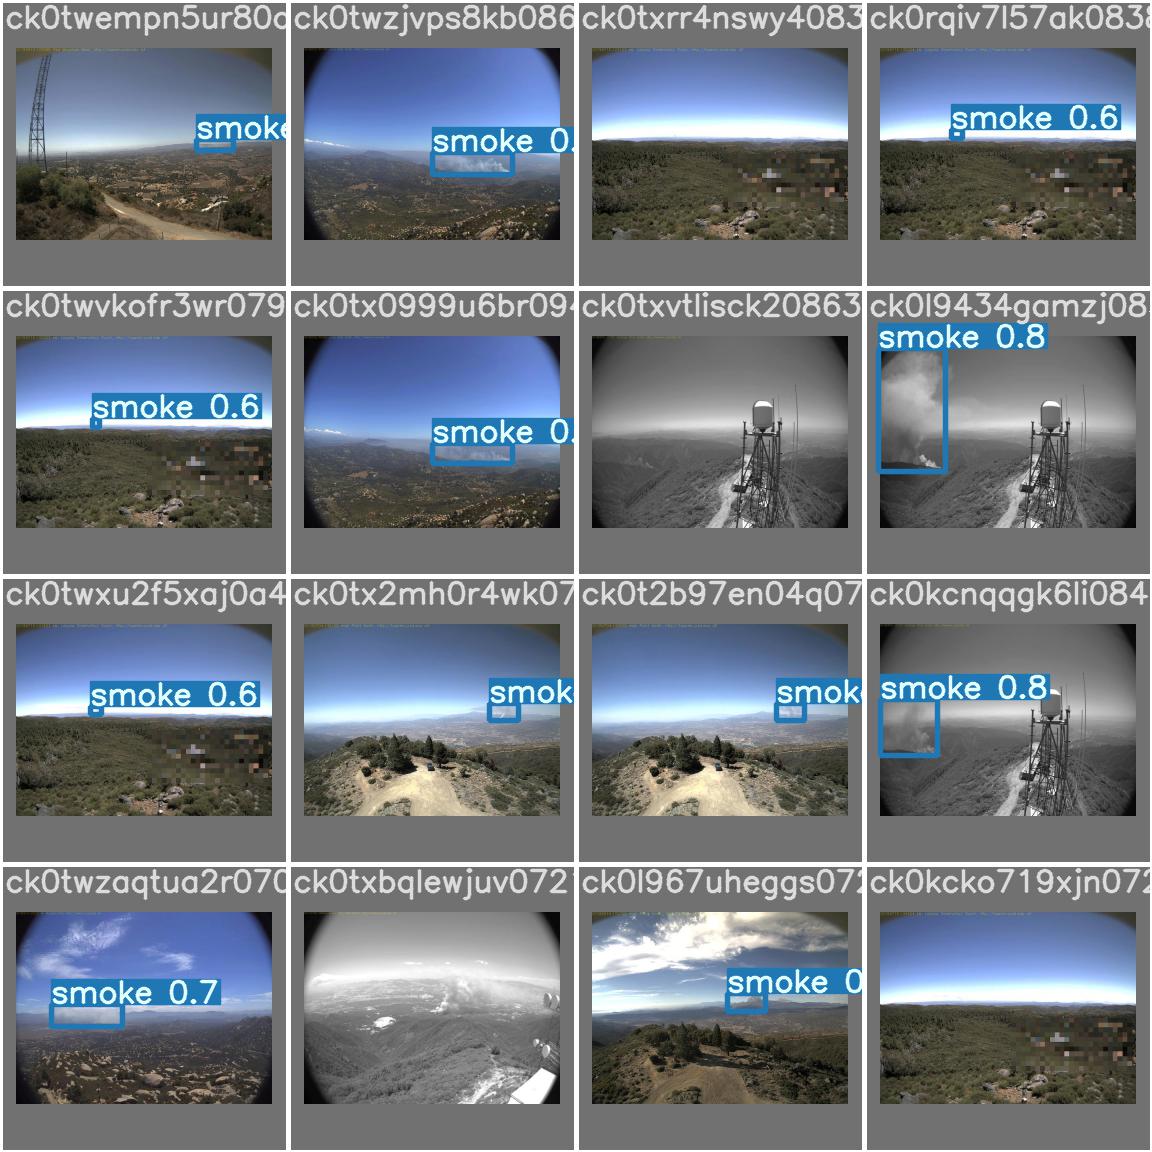 ck0twempn5ur80
smoke
ck0twzjvps8kb086
smoke 0.
ck0txrr4nswy4083
ck0rqiv7l57ak083
smoke 0.6
ck0twvkofr3wr079
smoke 0.6
ck0tx0999u6br094
smoke 0.
ck0txvtlisck20863
ck0l9434gamzj08
smoke 0.8
ck0twxu2f5xaj0a4
smoke 0.6
ck0tx2mh0r4wk07
smok
ck0t2b97en04q07
smok
ck0kcnqqgk6li084
smoke 0.8
ck0twzaqtua2r070
smoke 0.7
ck0txbqlewjuv072
ck0l967uheggs072
smoke 0
ck0kcko719xjn072